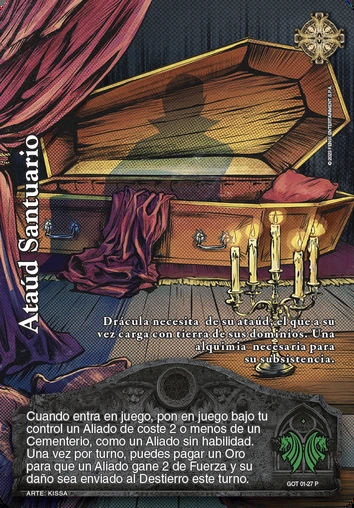 © 2023 FENIX ENTERTAINMENT S.P.A.
Ataúd Santuario
Drácula necesita de su ataúd; el que a su
vez carga con tierra de sus dominios. Una
alquimia necesaria para
su subsistencia.
Cuando entra en juego, pon en juego bajo tu
control un Aliado de coste 2 o menos de un
Cementerio, como un Aliado sin habilidad.
Una vez por turno, puedes pagar un Oro
para que un Aliado gane 2 de Fuerza y su
daño sea enviado al Destierro este turno.
GOT 01-27 P
ARTE: KISSA